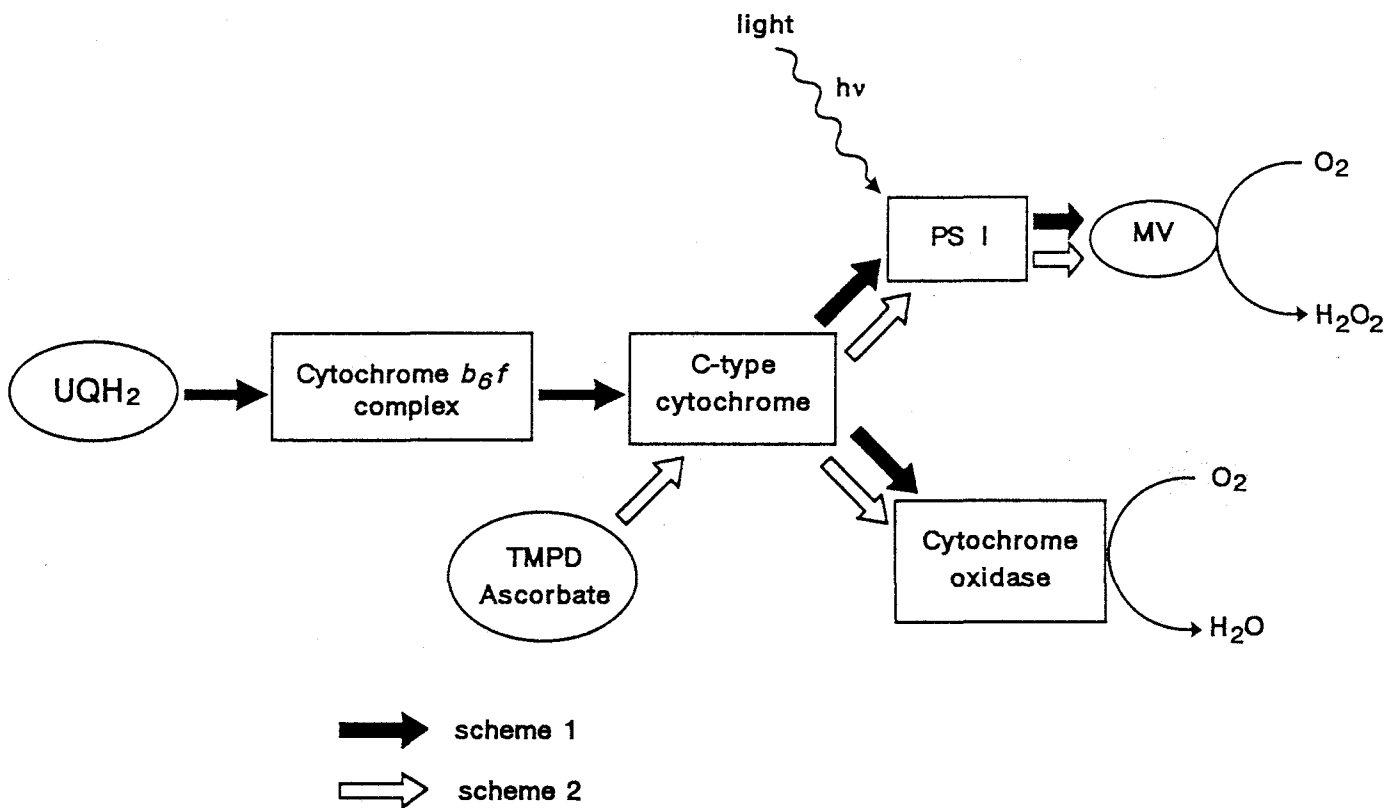 light
hν
PS I
MV
O₂
H₂O₂
UQH₂
Cytochrome b₆f
complex
C-type
cytochrome
TMPD
Ascorbate
Cytochrome
oxidase
O₂
H₂O
scheme 1
scheme 2